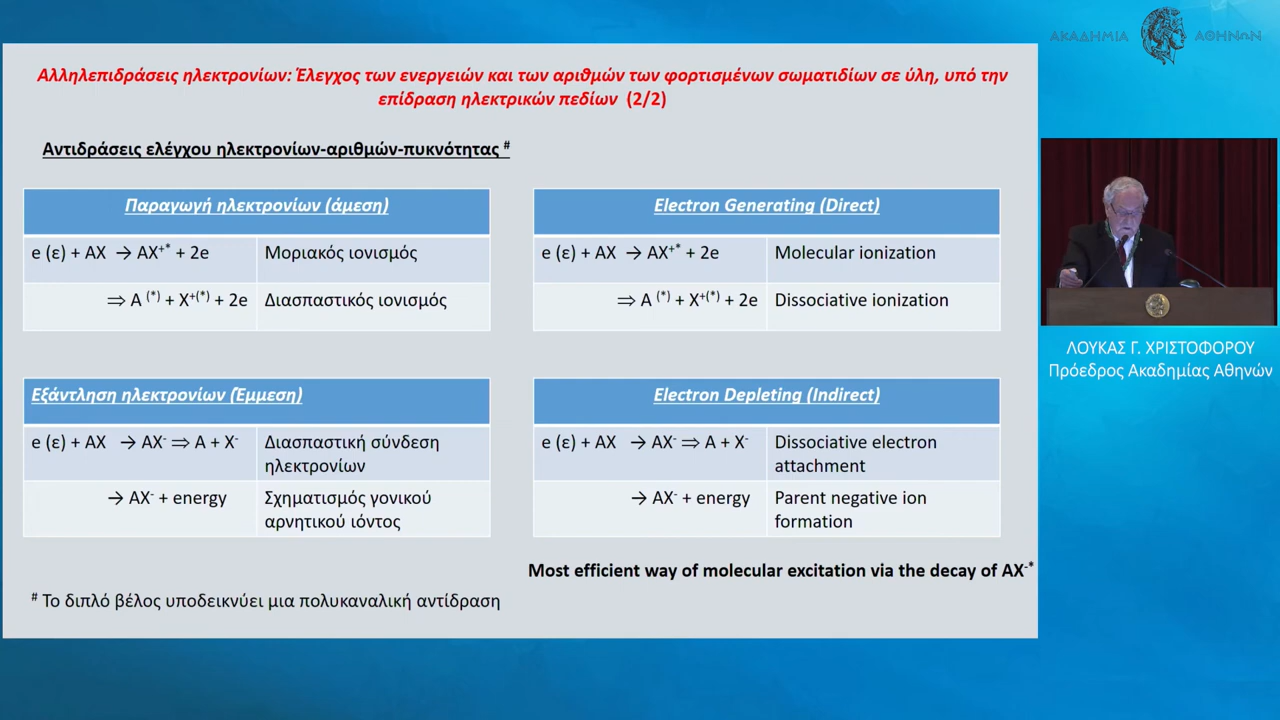 ΑΚΑΔΗΜΙΑ ΑΘΗΝΩΝ
Αλληλεπιδράσεις ηλεκτρονίων: Έλεγχος των ενεργειών και των αριθμών των φορτισμένων σωματιδίων σε ύλη, υπό την
επίδραση ηλεκτρικών πεδίων (2/2)
Αντιδράσεις ελέγχου ηλεκτρονίων-αριθμών-πυκνότητας #
Παραγωγή ηλεκτρονίων (άμεση)
e (ε) + AX → AX⁺* + 2e Μοριακός ιονισμός
⇒ A (*) + X⁺(*) + 2e Διασπαστικός ιονισμός
Electron Generating (Direct)
e (ε) + AX → AX⁺* + 2e Molecular ionization
⇒ A (*) + X⁺(*) + 2e Dissociative ionization
Εξάντληση ηλεκτρονίων (Έμμεση)
e (ε) + AX → AX⁻ ⇒ A + X⁻ Διασπαστική σύνδεση
ηλεκτρονίων
→ AX⁻ + energy Σχηματισμός γονικού
αρνητικού ιόντος
Electron Depleting (Indirect)
e (ε) + AX → AX⁻ ⇒ A + X⁻ Dissociative electron
attachment
→ AX⁻ + energy Parent negative ion
formation
Most efficient way of molecular excitation via the decay of AX⁻*
# Το διπλό βέλος υποδεικνύει μια πολυκαναλική αντίδραση
ΛΟΥΚΑΣ Γ. ΧΡΙΣΤΟΦΟΡΟΥ
Πρόεδρος Ακαδημίας Αθηνών